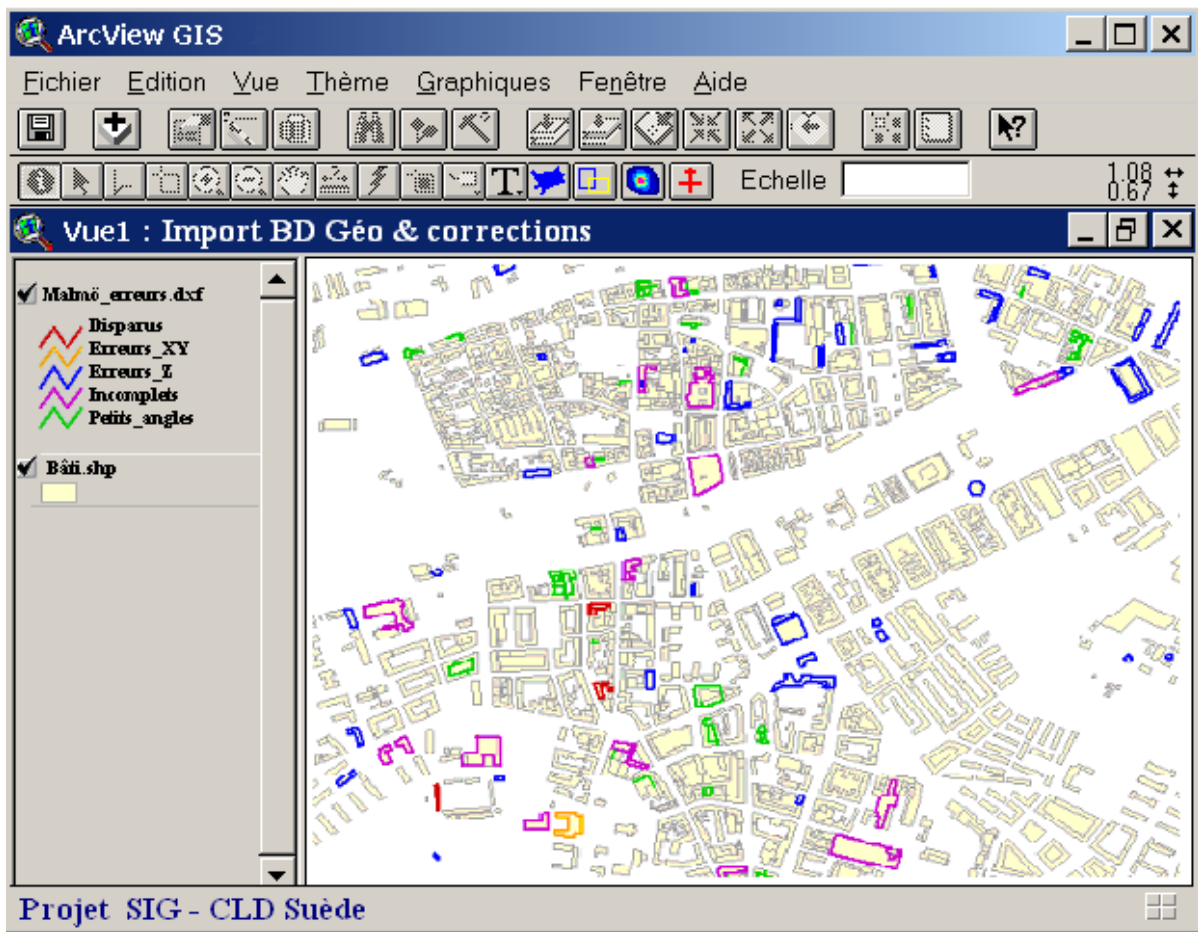 ArcView GIS
Fichier Edition Vue Thème Graphiques Fenêtre Aide
T Echelle 1.08
0.67
Vue1 : Import BD Géo & corrections
Malmö_erreurs.dxf
Disparus
Erreurs_XY
Erreurs_Z
Incomplets
Petits_angles
Bâti.shp
Projet SIG - CLD Suède